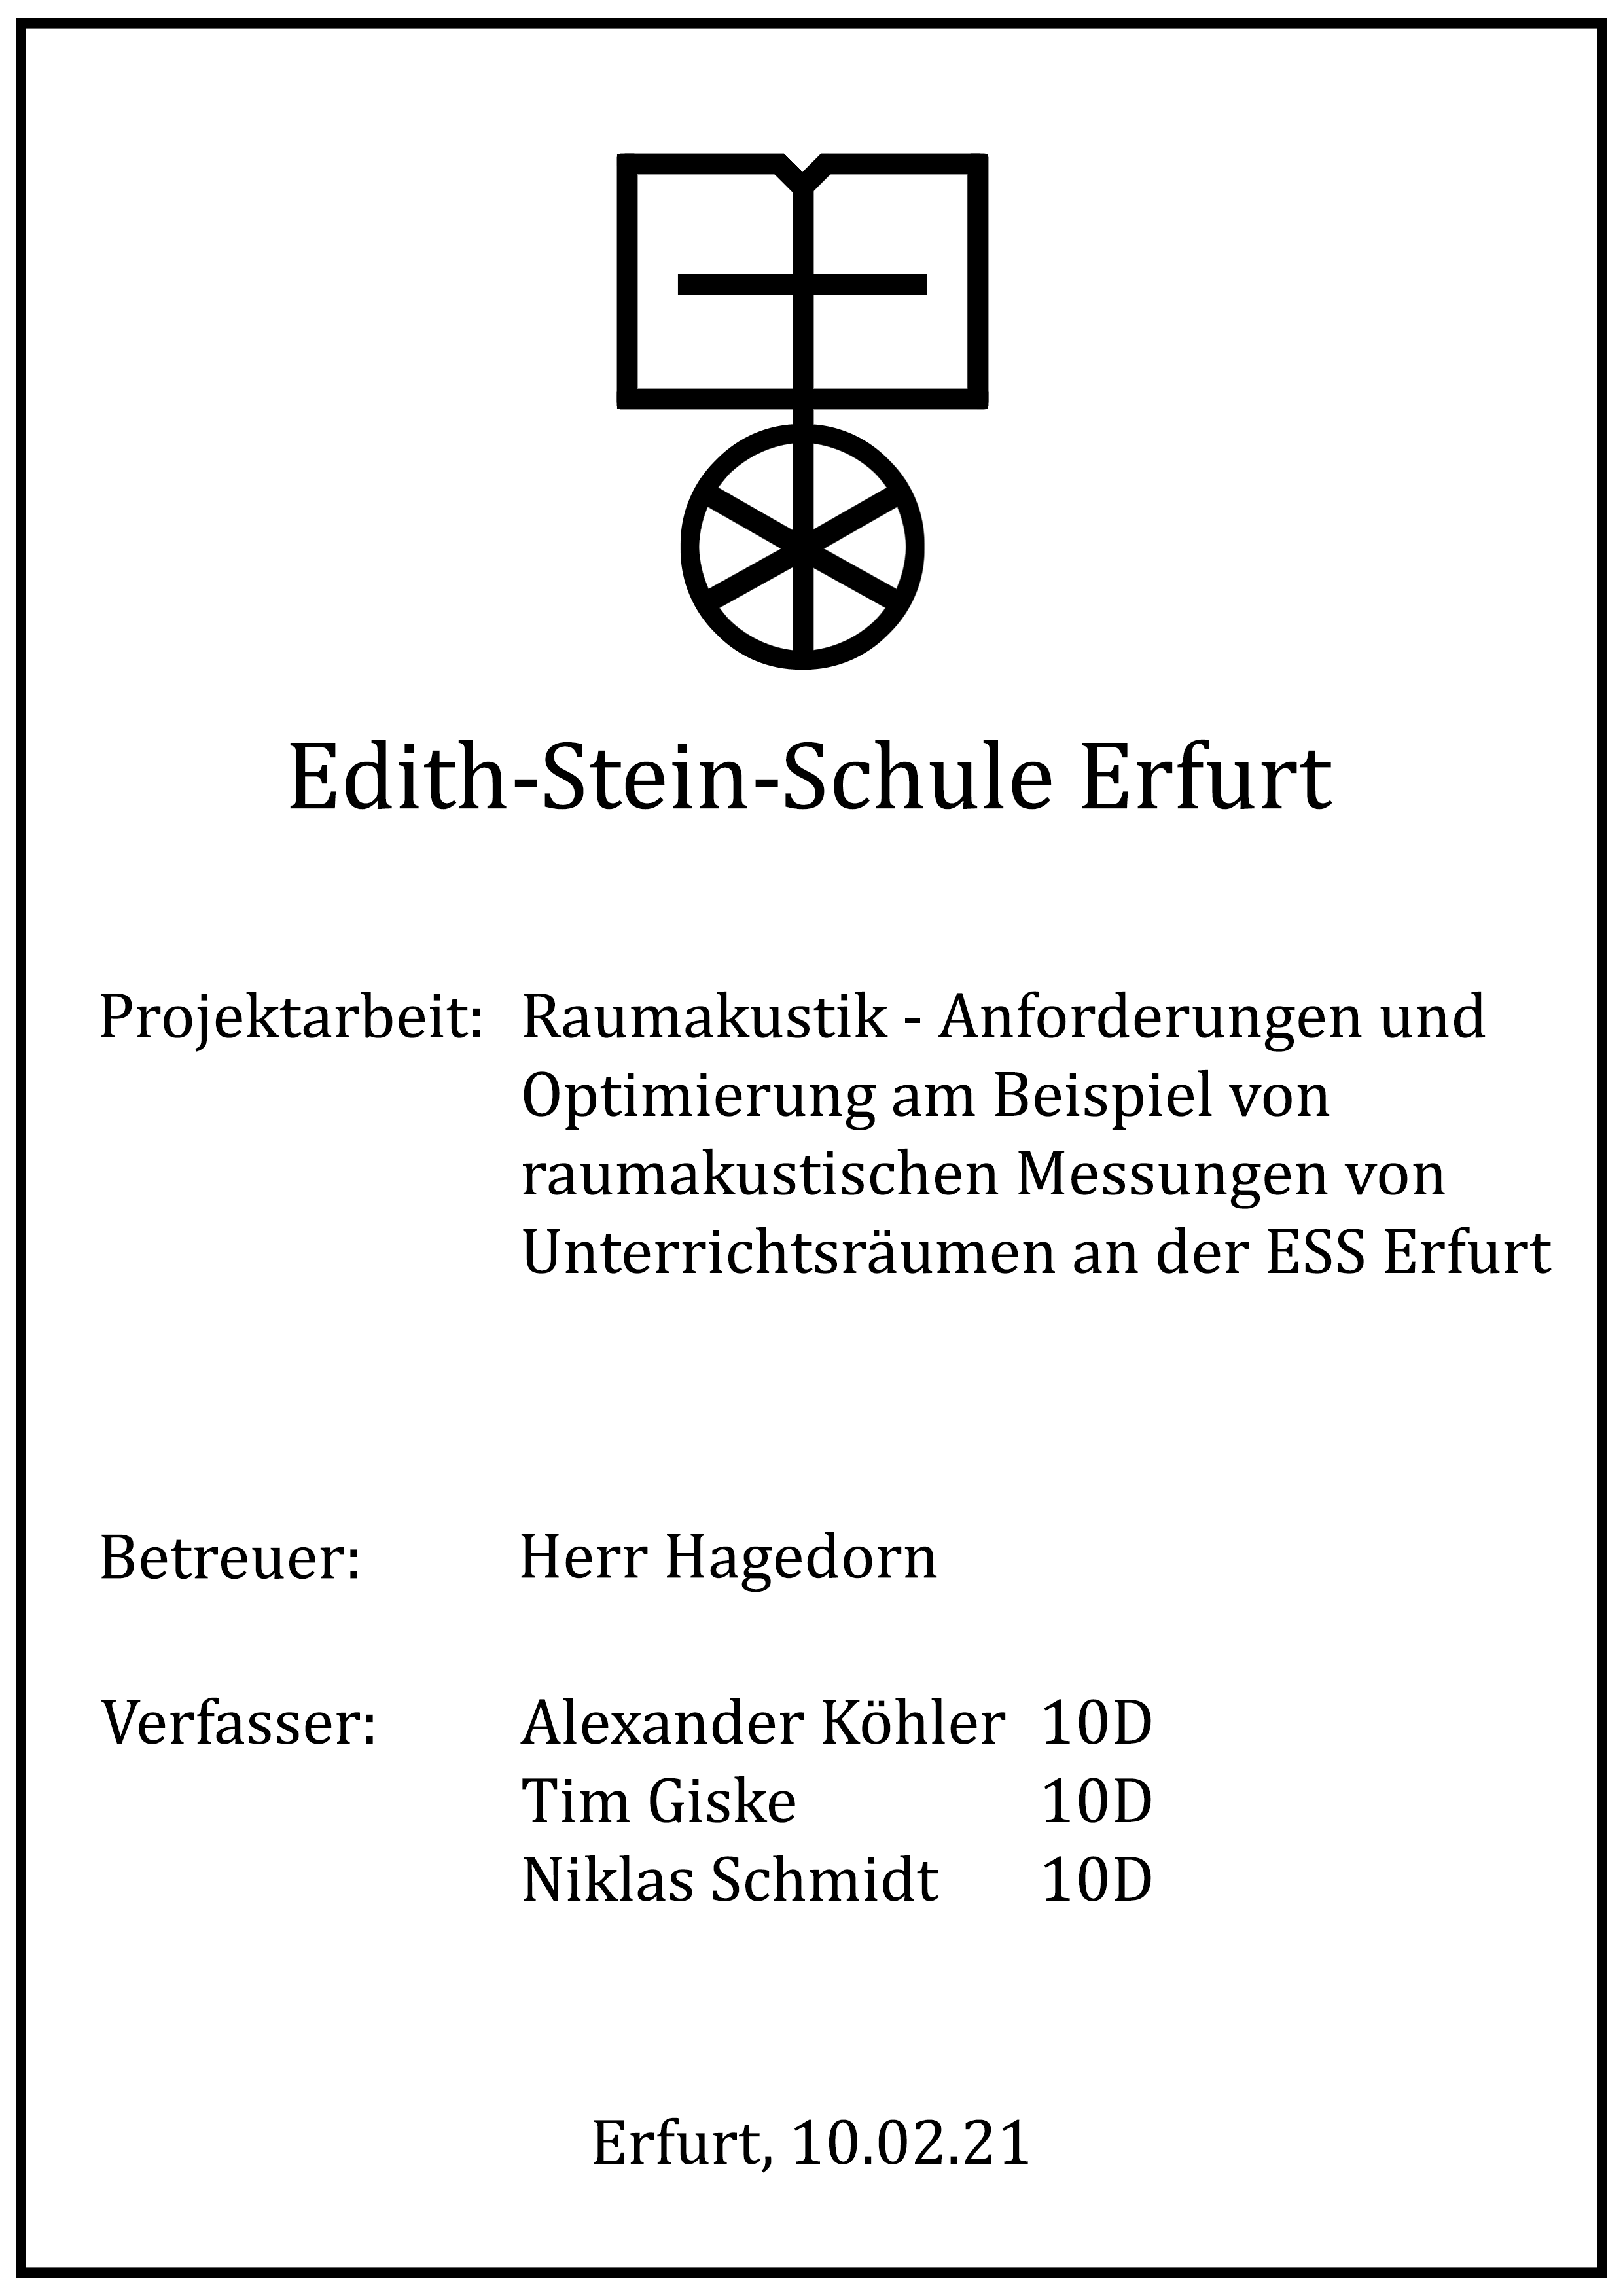 Edith-Stein-Schule Erfurt
Projektarbeit: Raumakustik - Anforderungen und
Optimierung am Beispiel von
raumakustischen Messungen von
Unterrichtsräumen an der ESS Erfurt
Betreuer: Herr Hagedorn
Verfasser: Alexander Köhler 10D
Tim Giske 10D
Niklas Schmidt 10D
Erfurt, 10.02.21